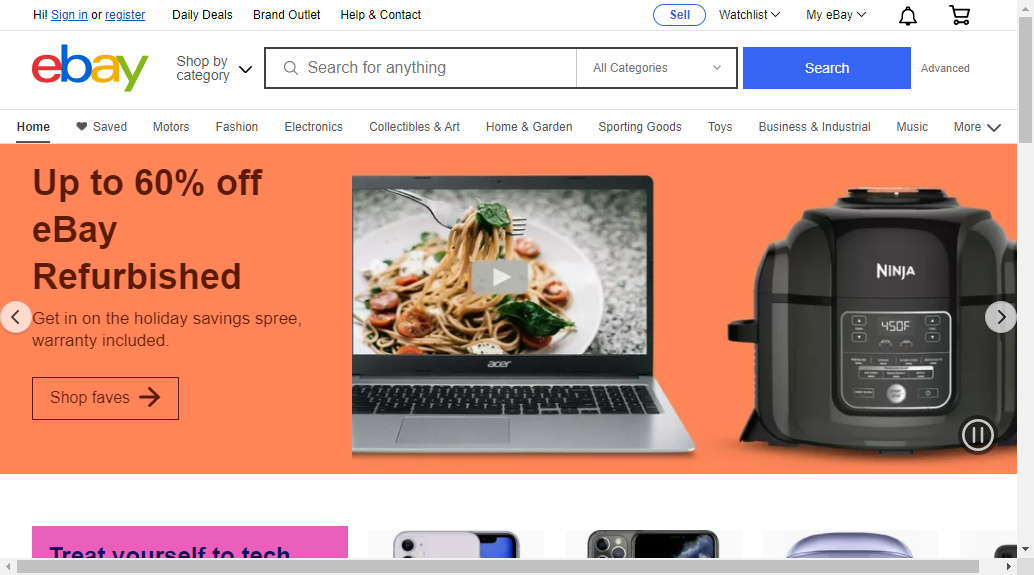 Hi! Sign in or register
Daily Deals
Brand Outlet
Help & Contact
Sell
Watchlist
My eBay
ebay
Shop by
category
Search for anything
All Categories
Search
Advanced
Home
Saved
Motors
Fashion
Electronics
Collectibles & Art
Home & Garden
Sporting Goods
Toys
Business & Industrial
Music
More
Up to 60% off
eBay
Refurbished
Get in on the holiday savings spree,
warranty included.
Shop faves
acer
NINJA
450F
Treat yourself to tech